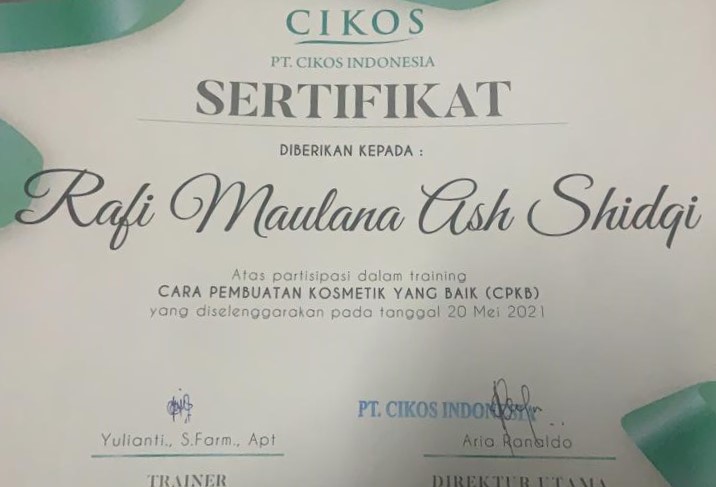 CIKOS
PT. CIKOS INDONESIA
SERTIFIKAT
DIBERIKAN KEPADA :
Rafi Maulana Ash Shidqi
Atas partisipasi dalam training
CARA PEMBUATAN KOSMETIK YANG BAIK (CPKB)
yang diselenggarakan pada tanggal 20 Mei 2021
PT. CIKOS INDONESIA
Yulianti., S.Farm., Apt
Aria Ronaldo
TRAINER
DIREKTUR UTAMA